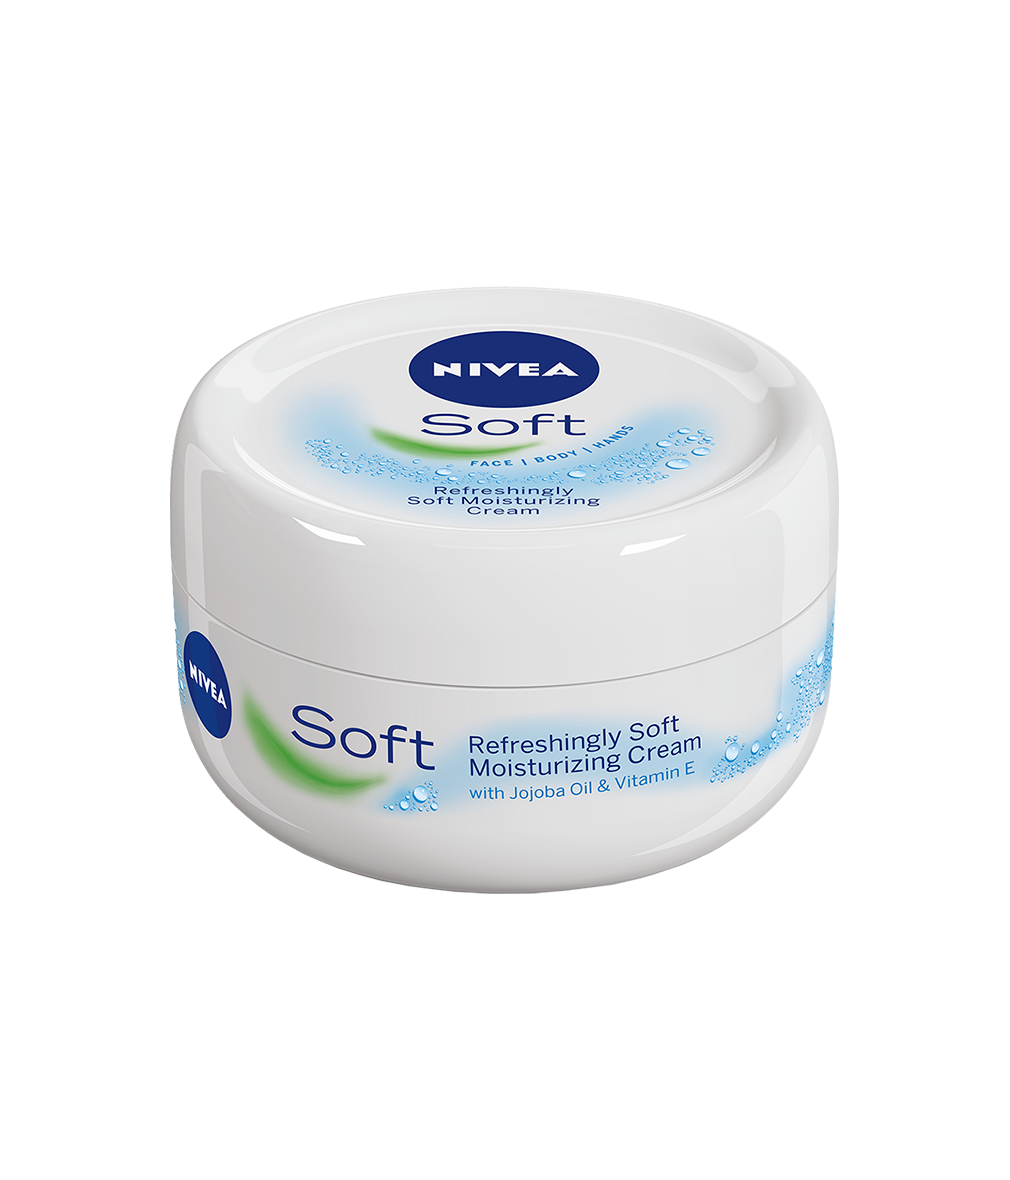 NIVEA
Soft
FACE | BODY | HANDS
Refreshingly
Soft Moisturizing
Cream
NIVEA
Soft
Refreshingly Soft
Moisturizing Cream
with Jojoba Oil & Vitamin E